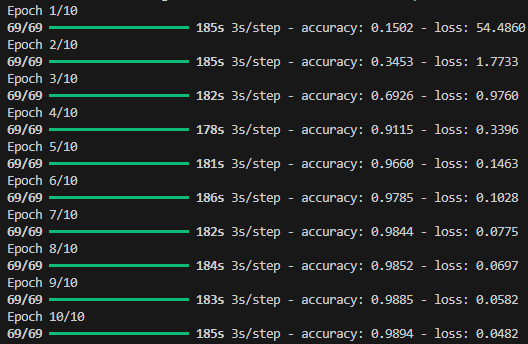 Epoch 1/10
69/69 ━━━━━━━━━━━━━━━━━━━━ 185s 3s/step - accuracy: 0.1502 - loss: 54.4860
Epoch 2/10
69/69 ━━━━━━━━━━━━━━━━━━━━ 185s 3s/step - accuracy: 0.3453 - loss: 1.7733
Epoch 3/10
69/69 ━━━━━━━━━━━━━━━━━━━━ 182s 3s/step - accuracy: 0.6926 - loss: 0.9760
Epoch 4/10
69/69 ━━━━━━━━━━━━━━━━━━━━ 178s 3s/step - accuracy: 0.9115 - loss: 0.3396
Epoch 5/10
69/69 ━━━━━━━━━━━━━━━━━━━━ 181s 3s/step - accuracy: 0.9660 - loss: 0.1463
Epoch 6/10
69/69 ━━━━━━━━━━━━━━━━━━━━ 186s 3s/step - accuracy: 0.9785 - loss: 0.1028
Epoch 7/10
69/69 ━━━━━━━━━━━━━━━━━━━━ 182s 3s/step - accuracy: 0.9844 - loss: 0.0775
Epoch 8/10
69/69 ━━━━━━━━━━━━━━━━━━━━ 184s 3s/step - accuracy: 0.9852 - loss: 0.0697
Epoch 9/10
69/69 ━━━━━━━━━━━━━━━━━━━━ 183s 3s/step - accuracy: 0.9885 - loss: 0.0582
Epoch 10/10
69/69 ━━━━━━━━━━━━━━━━━━━━ 185s 3s/step - accuracy: 0.9894 - loss: 0.0482